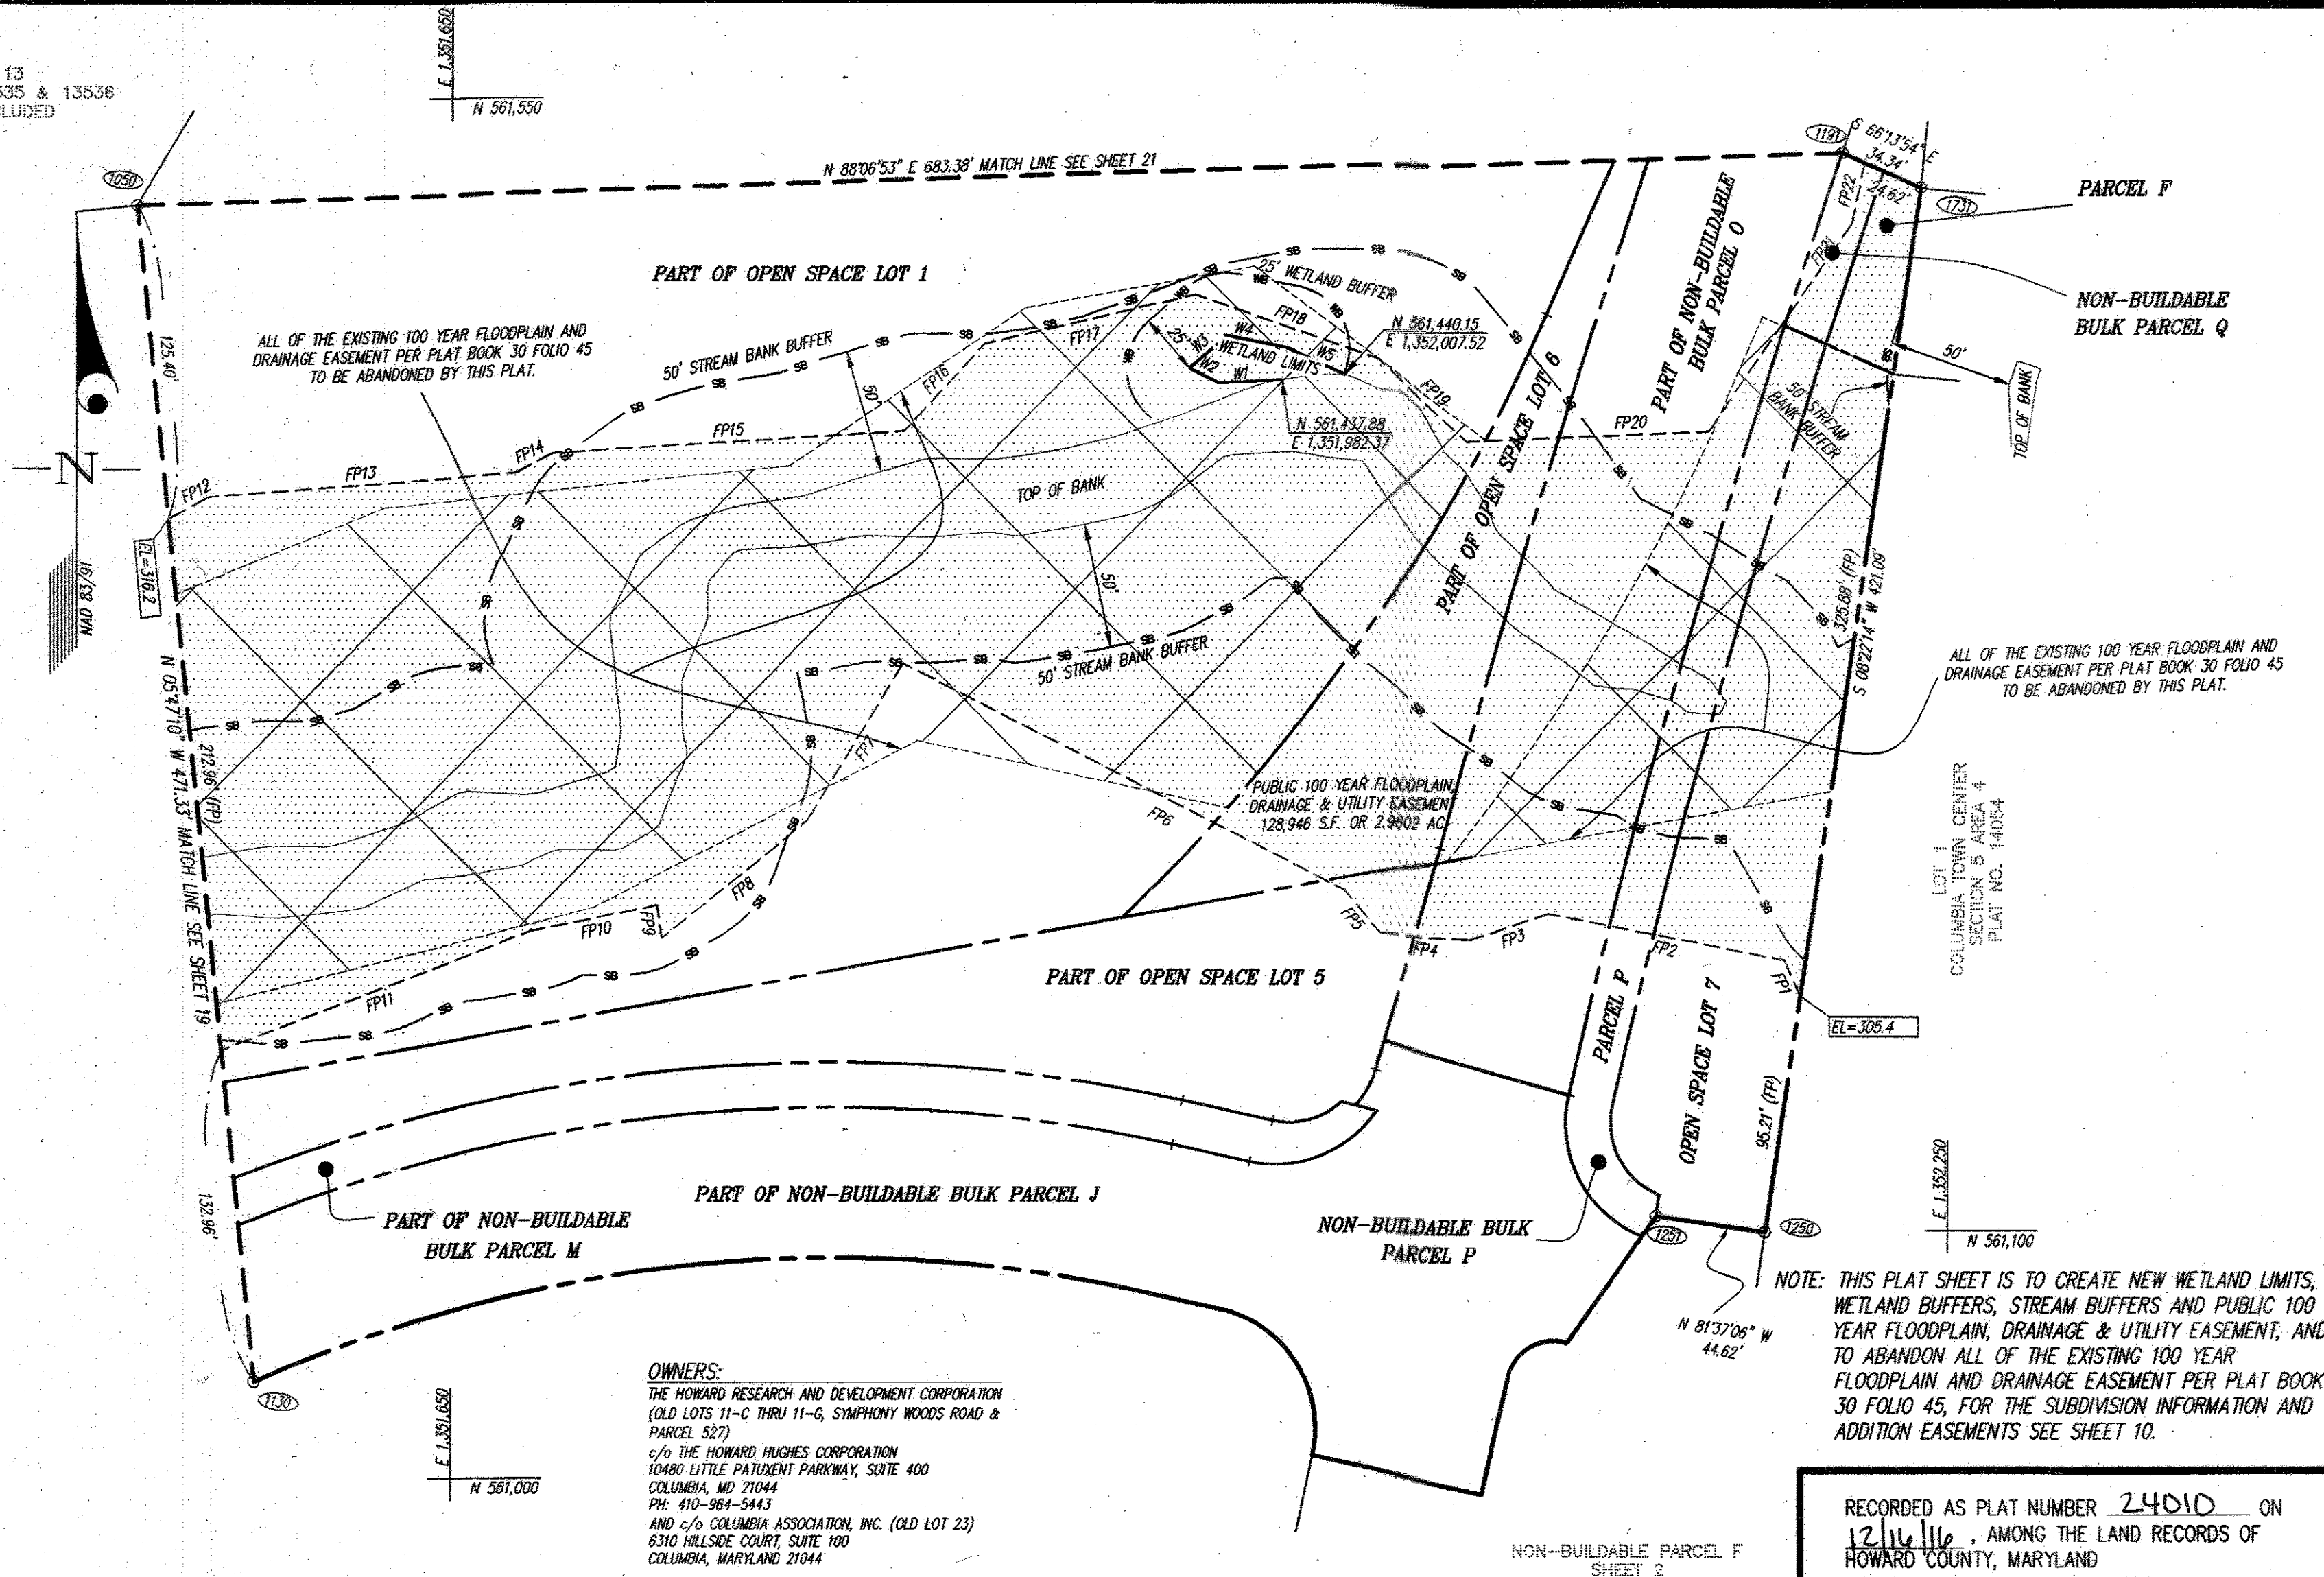 13
535 & 13536
CLUDED
E 1,351,650
N 561,550
1050
N 88°06'53" E 683.38' MATCH LINE SEE SHEET 21
1191
S 66°13'54" E
34.34'
24.62'
FP22
FP21
1731
PARCEL F
NON-BUILDABLE
BULK PARCEL Q
PART OF OPEN SPACE LOT 1
PART OF NON-BUILDABLE
BULK PARCEL O
ALL OF THE EXISTING 100 YEAR FLOODPLAIN AND
DRAINAGE EASEMENT PER PLAT BOOK 30 FOLIO 45
TO BE ABANDONED BY THIS PLAT.
50' STREAM BANK BUFFER
50'
25' WETLAND BUFFER
25'
W4
W3
W2
W1
W5
WETLAND LIMITS
N 561,440.15
E 1,352,007.52
N 561,437.88
E 1,351,982.37
FP12
FP13
FP14
FP15
FP16
FP17
FP18
FP19
FP20
125.40'
EL=316.2
N
NAD 83/91
TOP OF BANK
50'
50' STREAM BANK BUFFER
PART OF OPEN SPACE LOT 6
50' STREAM
BANK BUFFER
50'
TOP OF BANK
325.88' (FP)
S 08°22'14" W 421.09'
ALL OF THE EXISTING 100 YEAR FLOODPLAIN AND
DRAINAGE EASEMENT PER PLAT BOOK 30 FOLIO 45
TO BE ABANDONED BY THIS PLAT.
N 05°47'10" W 471.33' MATCH LINE SEE SHEET 19
212.96' (FP)
FP7
FP6
PUBLIC 100 YEAR FLOODPLAIN,
DRAINAGE & UTILITY EASEMENT
128,946 S.F. OR 2.9602 AC
LOT 1
COLUMBIA TOWN CENTER
SECTION 5 AREA 4
PLAT NO. 14054
FP8
FP9
FP10
FP11
FP5
FP4
FP3
FP2
FP1
EL=305.4
PART OF OPEN SPACE LOT 5
PARCEL P
OPEN SPACE LOT 7
95.21' (FP)
132.96'
PART OF NON-BUILDABLE
BULK PARCEL M
PART OF NON-BUILDABLE BULK PARCEL J
NON-BUILDABLE BULK
PARCEL P
1251
1250
N 81°37'06" W
44.62'
E 1,352,250
N 561,100
1130
E 1,351,650
N 561,000
OWNERS:
THE HOWARD RESEARCH AND DEVELOPMENT CORPORATION
(OLD LOTS 11-C THRU 11-G, SYMPHONY WOODS ROAD &
PARCEL 527)
c/o THE HOWARD HUGHES CORPORATION
10480 LITTLE PATUXENT PARKWAY, SUITE 400
COLUMBIA, MD 21044
PH: 410-964-5443
AND c/o COLUMBIA ASSOCIATION, INC. (OLD LOT 23)
6310 HILLSIDE COURT, SUITE 100
COLUMBIA, MARYLAND 21044
NOTE: THIS PLAT SHEET IS TO CREATE NEW WETLAND LIMITS,
WETLAND BUFFERS, STREAM BUFFERS AND PUBLIC 100
YEAR FLOODPLAIN, DRAINAGE & UTILITY EASEMENT, AND
TO ABANDON ALL OF THE EXISTING 100 YEAR
FLOODPLAIN AND DRAINAGE EASEMENT PER PLAT BOOK
30 FOLIO 45, FOR THE SUBDIVISION INFORMATION AND
ADDITION EASEMENTS SEE SHEET 10.
NON-BUILDABLE PARCEL F
SHEET 2
RECORDED AS PLAT NUMBER 24010 ON
12/16/16, AMONG THE LAND RECORDS OF
HOWARD COUNTY, MARYLAND